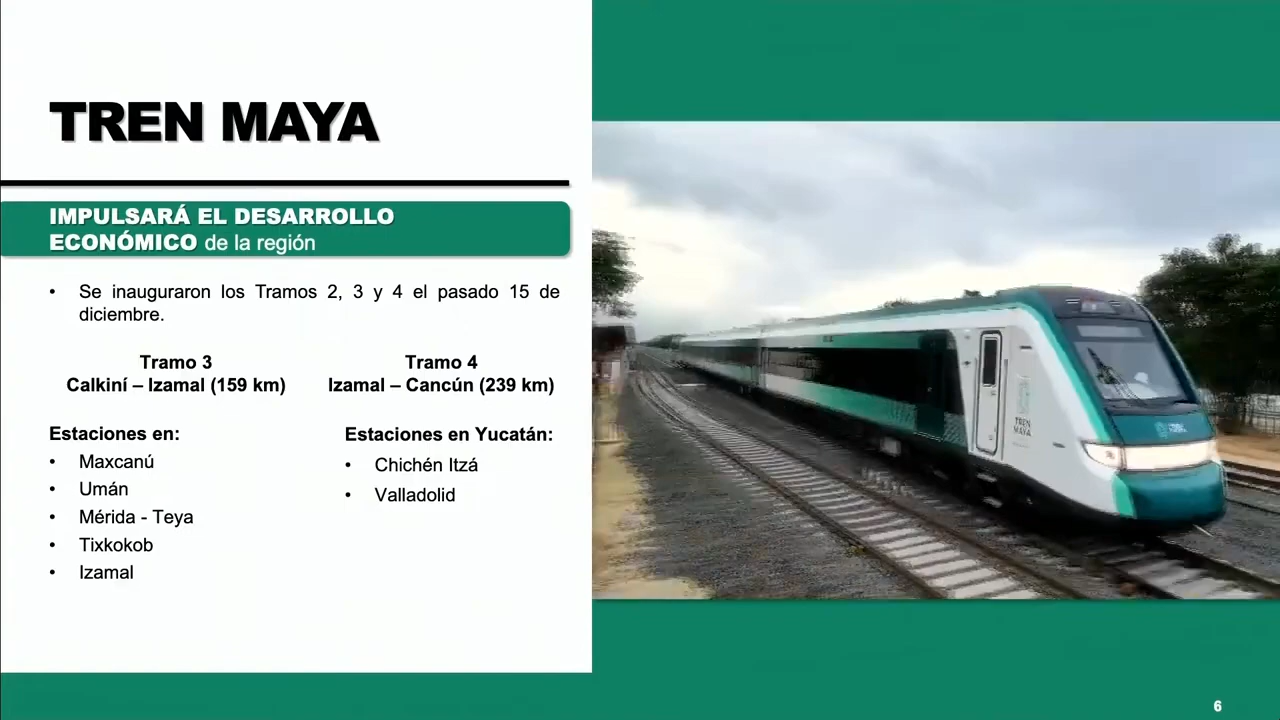 TREN MAYA
IMPULSARÁ EL DESARROLLO
ECONÓMICO de la región
• Se inauguraron los Tramos 2, 3 y 4 el pasado 15 de
diciembre.
Tramo 3
Calkiní – Izamal (159 km)
Estaciones en:
• Maxcanú
• Umán
• Mérida - Teya
• Tixkokob
• Izamal
Tramo 4
Izamal – Cancún (239 km)
Estaciones en Yucatán:
• Chichén Itzá
• Valladolid
TREN
MAYA
6